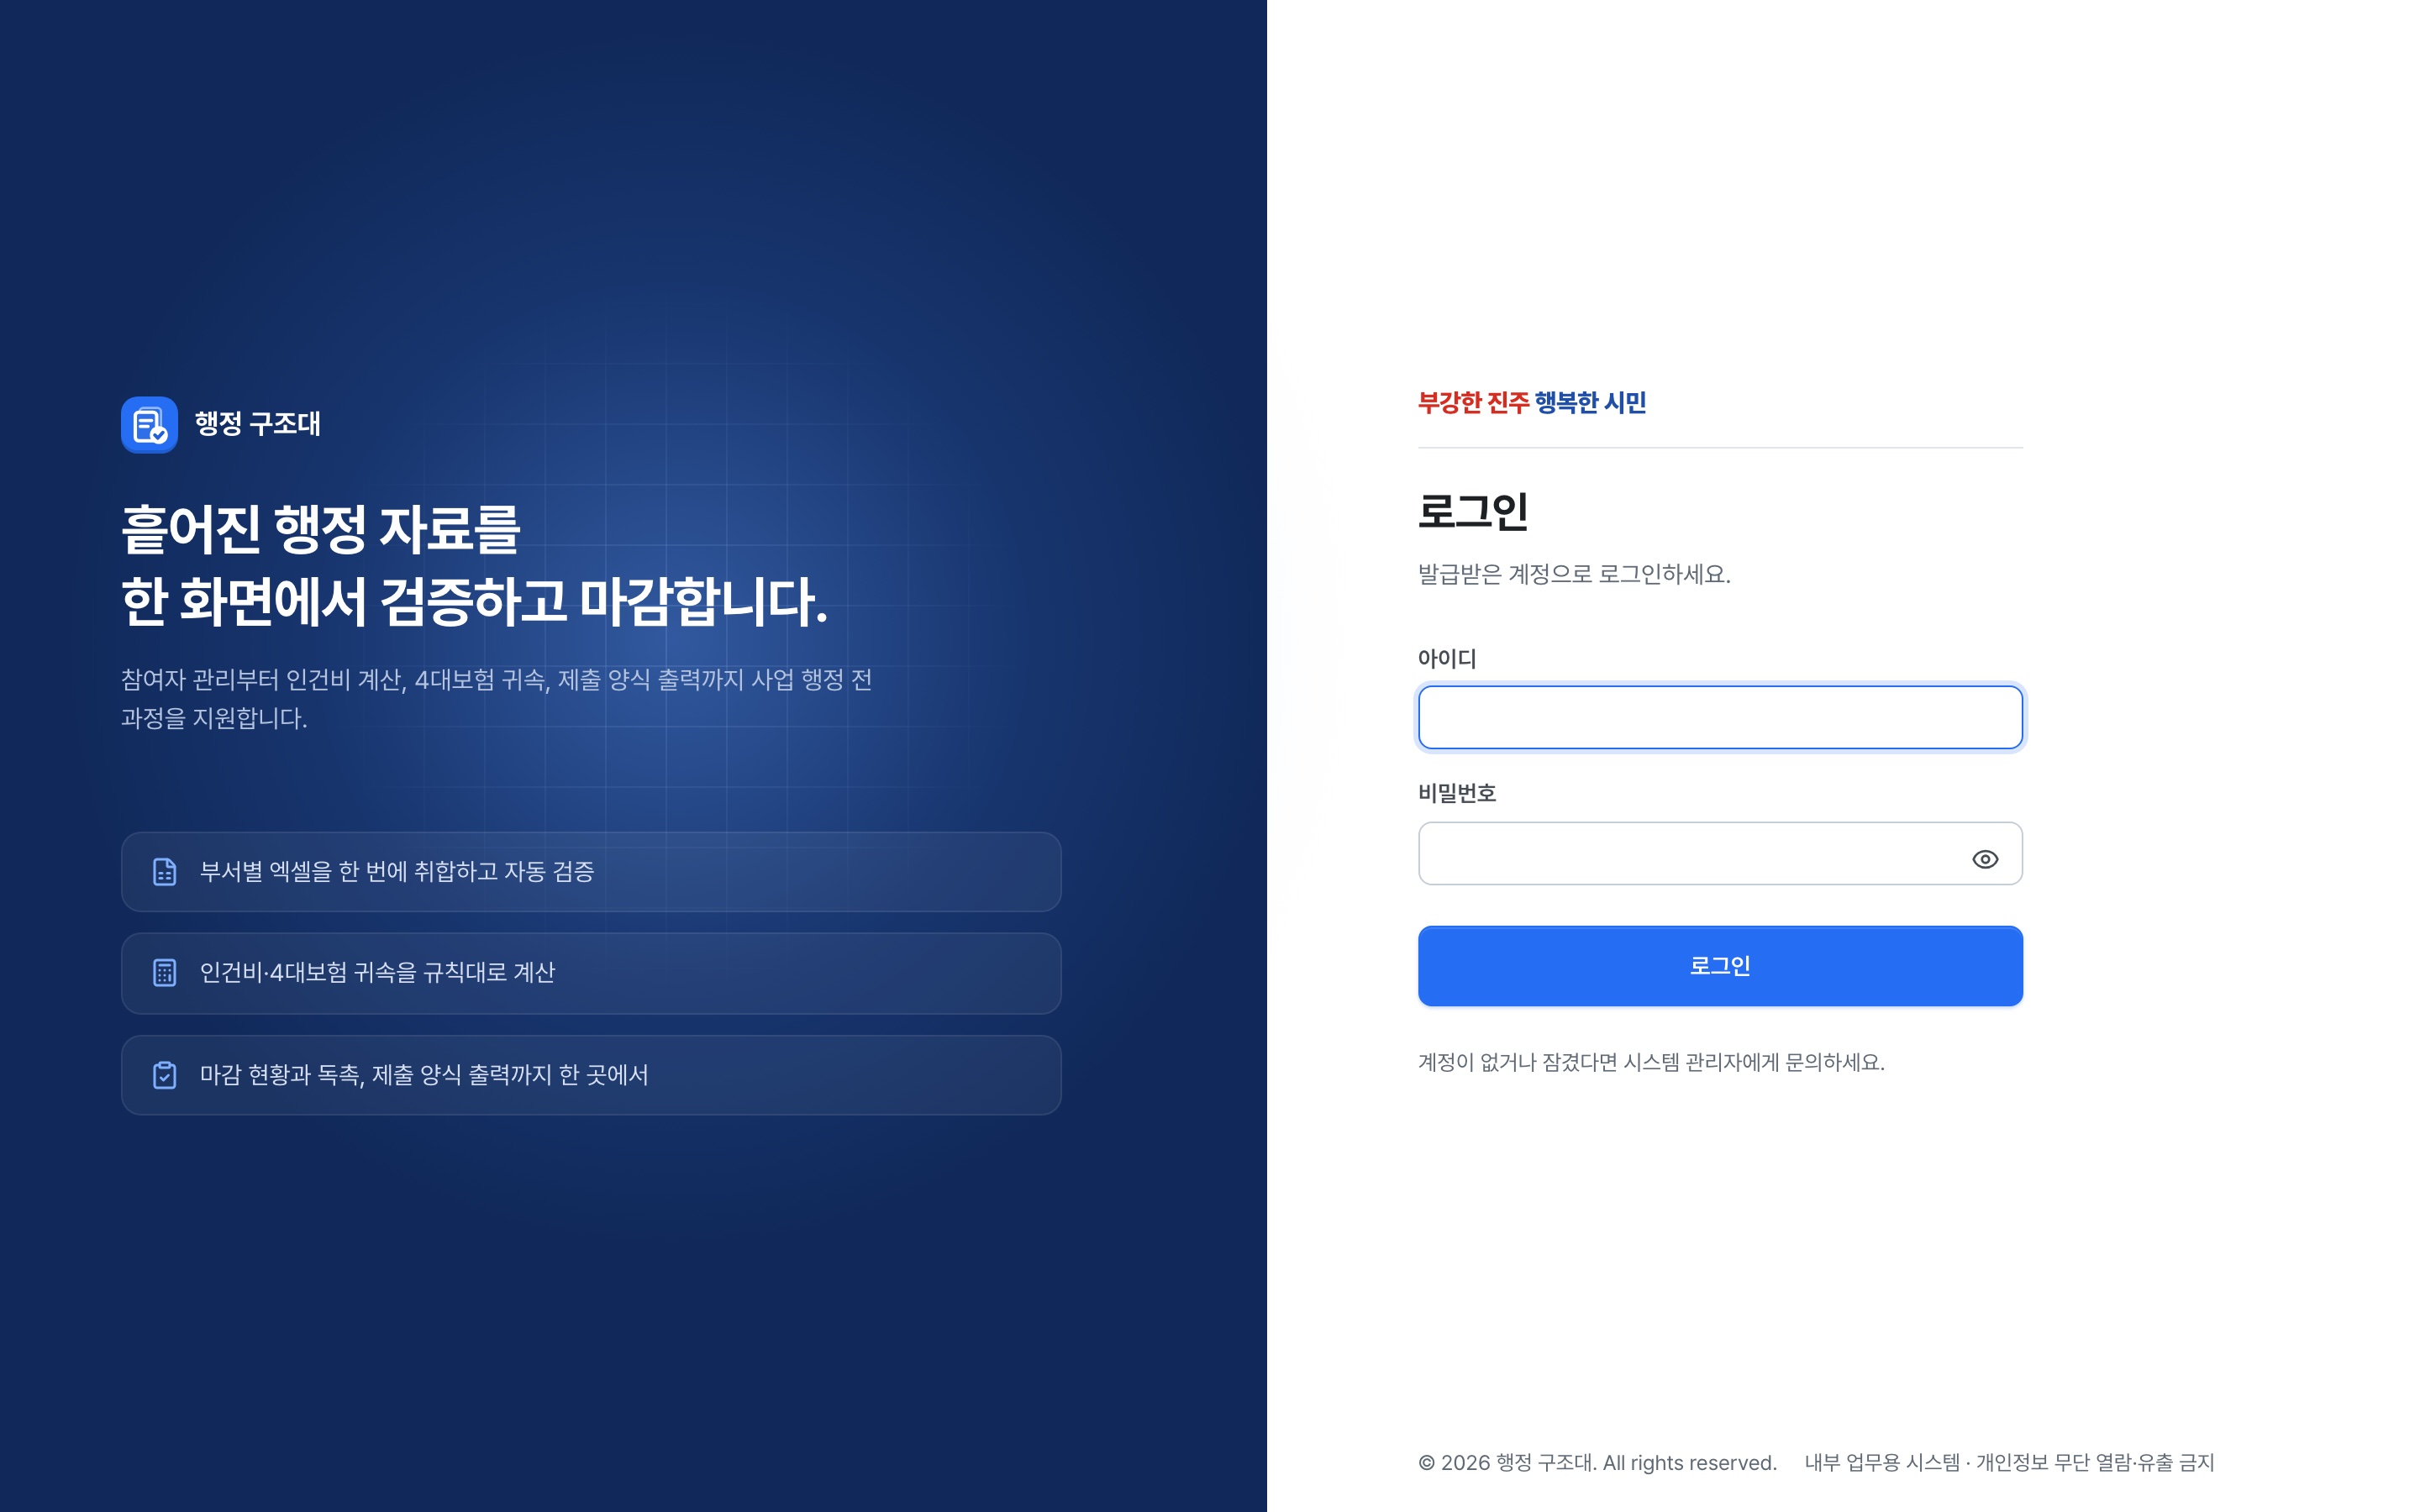 행정 구조대
흩어진 행정 자료를
한 화면에서 검증하고 마감합니다.
참여자 관리부터 인건비 계산, 4대보험 귀속, 제출 양식 출력까지 사업 행정 전
과정을 지원합니다.
부서별 엑셀을 한 번에 취합하고 자동 검증
인건비·4대보험 귀속을 규칙대로 계산
마감 현황과 독촉, 제출 양식 출력까지 한 곳에서
부강한 진주 행복한 시민
로그인
발급받은 계정으로 로그인하세요.
아이디
비밀번호
로그인
계정이 없거나 잠겼다면 시스템 관리자에게 문의하세요.
© 2026 행정 구조대. All rights reserved. 내부 업무용 시스템 · 개인정보 무단 열람·유출 금지